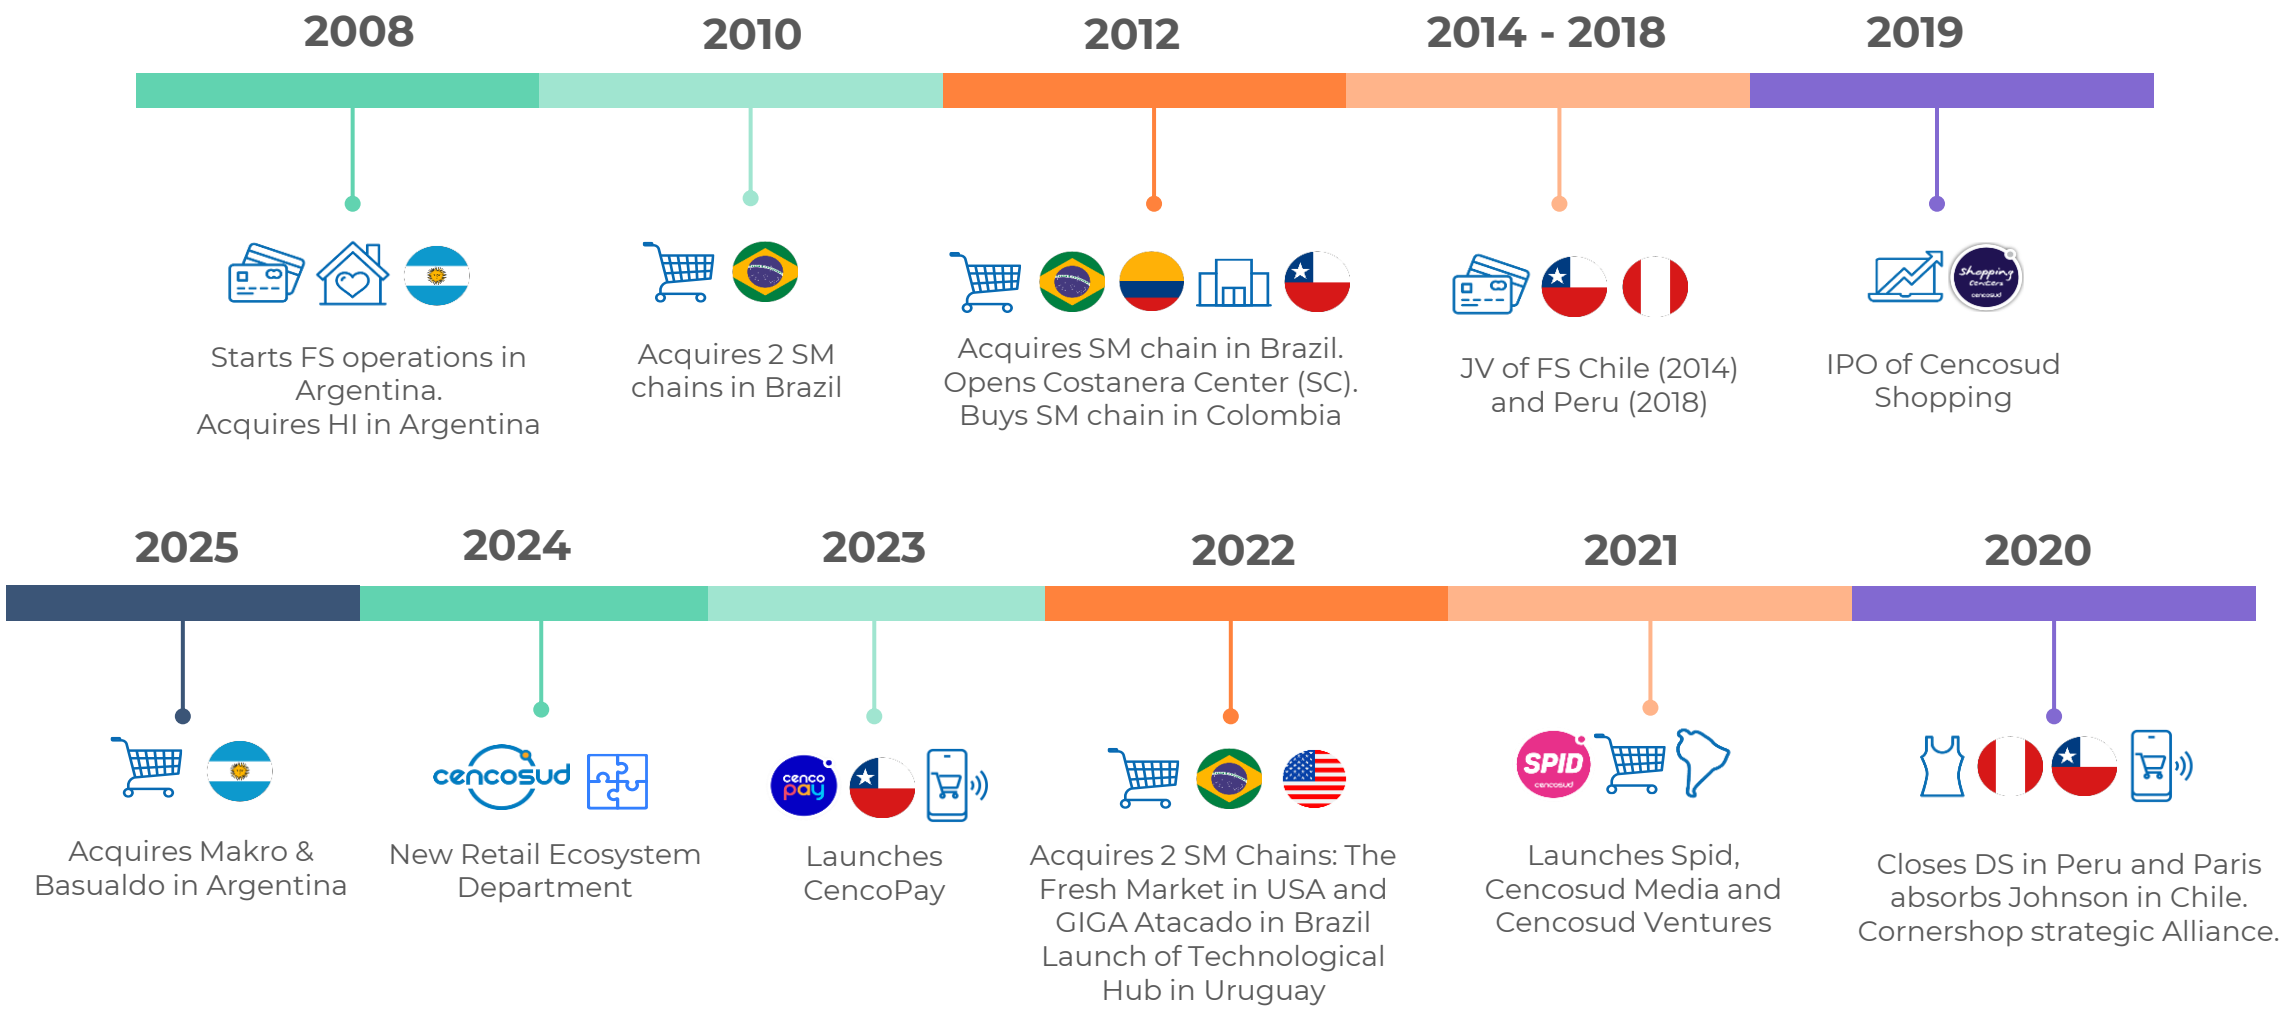 2008
2010
2012
2014 - 2018
2019
Starts FS operations in
Argentina.
Acquires HI in Argentina
Acquires 2 SM
chains in Brazil
Acquires SM chain in Brazil.
Opens Costanera Center (SC).
Buys SM chain in Colombia
JV of FS Chile (2014)
and Peru (2018)
Shopping
Centers
cencosud
IPO of Cencosud
Shopping
2025
2024
2023
2022
2021
2020
Acquires Makro &
Basualdo in Argentina
cencosud
New Retail Ecosystem
Department
cenco
pay
Launches
CencoPay
Acquires 2 SM Chains: The
Fresh Market in USA and
GIGA Atacado in Brazil
Launch of Technological
Hub in Uruguay
SPID
cencosud
Launches Spid,
Cencosud Media and
Cencosud Ventures
Closes DS in Peru and Paris
absorbs Johnson in Chile.
Cornershop strategic Alliance.